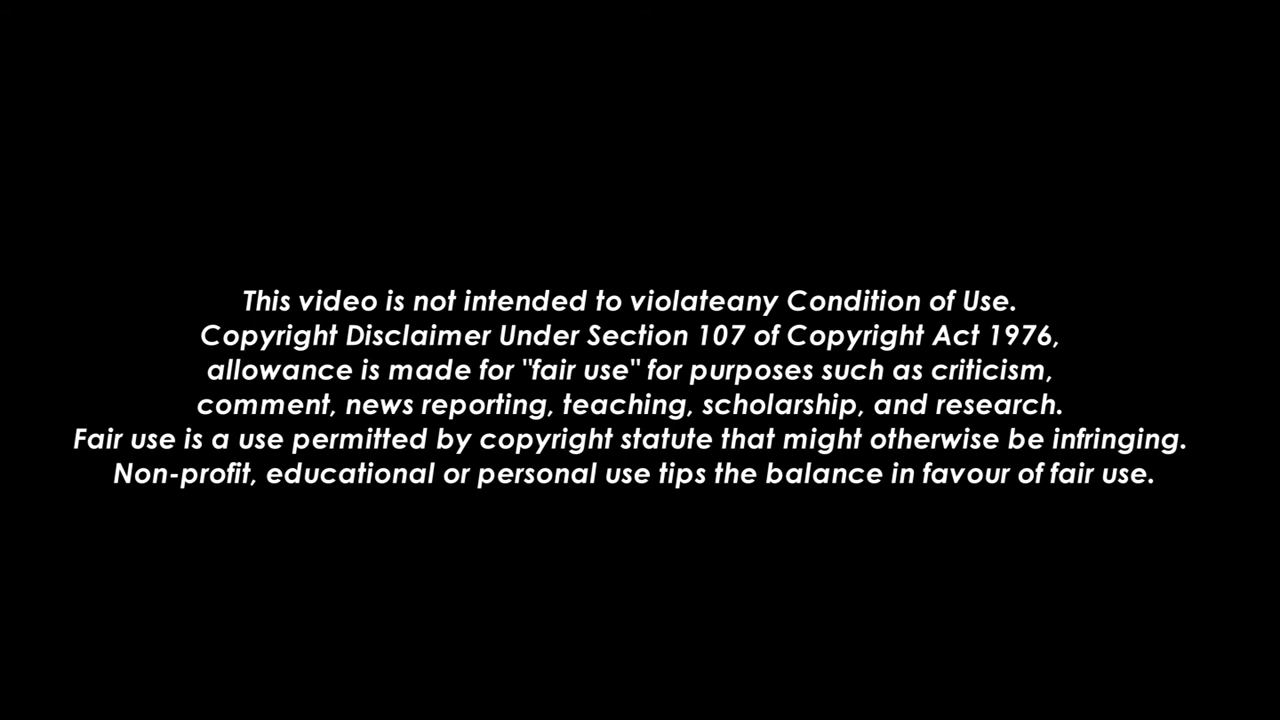 This video is not intended to violateany Condition of Use.
Copyright Disclaimer Under Section 107 of Copyright Act 1976,
allowance is made for "fair use" for purposes such as criticism,
comment, news reporting, teaching, scholarship, and research.
Fair use is a use permitted by copyright statute that might otherwise be infringing.
Non-profit, educational or personal use tips the balance in favour of fair use.